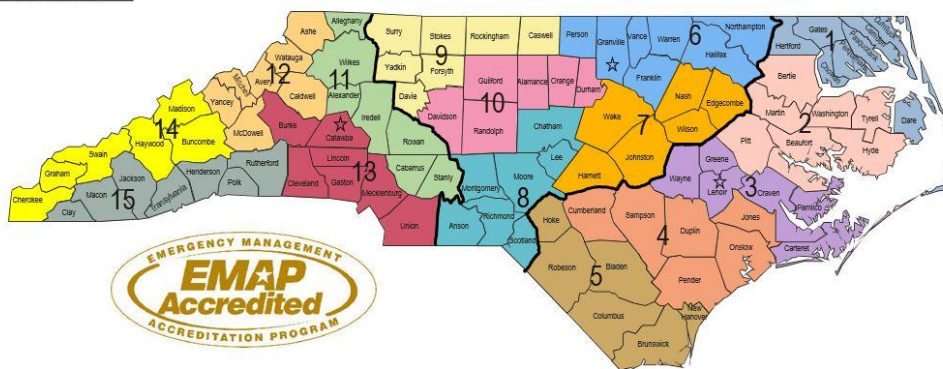 Alleghany
Ashe
Surry
Stokes
Rockingham
Caswell
Person
Granville
Vance
Warren
Northampton
Gates
Hertford
Camden
Pasquotank
Perquimans
Chowan
1
Watauga
Wilkes
9
6
Halifax
Bertie
Mitchell
Avery
12
11
Yadkin
Forsyth
Guilford
Alamance
Orange
Durham
Franklin
Nash
Edgecombe
Martin
Washington
Tyrell
Dare
Madison
Yancey
Caldwell
Alexander
Davie
10
7
Wake
Wilson
2
14
Buncombe
McDowell
Burke
Iredell
Davidson
Randolph
Chatham
Pitt
Beaufort
Hyde
Swain
Haywood
Catawba
Rowan
Johnston
Greene
Graham
Rutherford
Lincoln
13
Lee
Harnett
Wayne
Lenoir
3
Craven
Pamlico
Jackson
Henderson
Polk
Cleveland
Gaston
Mecklenburg
Cabarrus
Stanly
Montgomery
Moore
8
Cherokee
Macon
Clay
15
Transylvania
Union
Anson
Richmond
Scotland
Hoke
Cumberland
Sampson
Duplin
Jones
4
Onslow
Carteret
Robeson
Bladen
5
Pender
Columbus
New
Hanover
Brunswick
EMERGENCY MANAGEMENT
EMAP
Accredited
ACCREDITATION PROGRAM